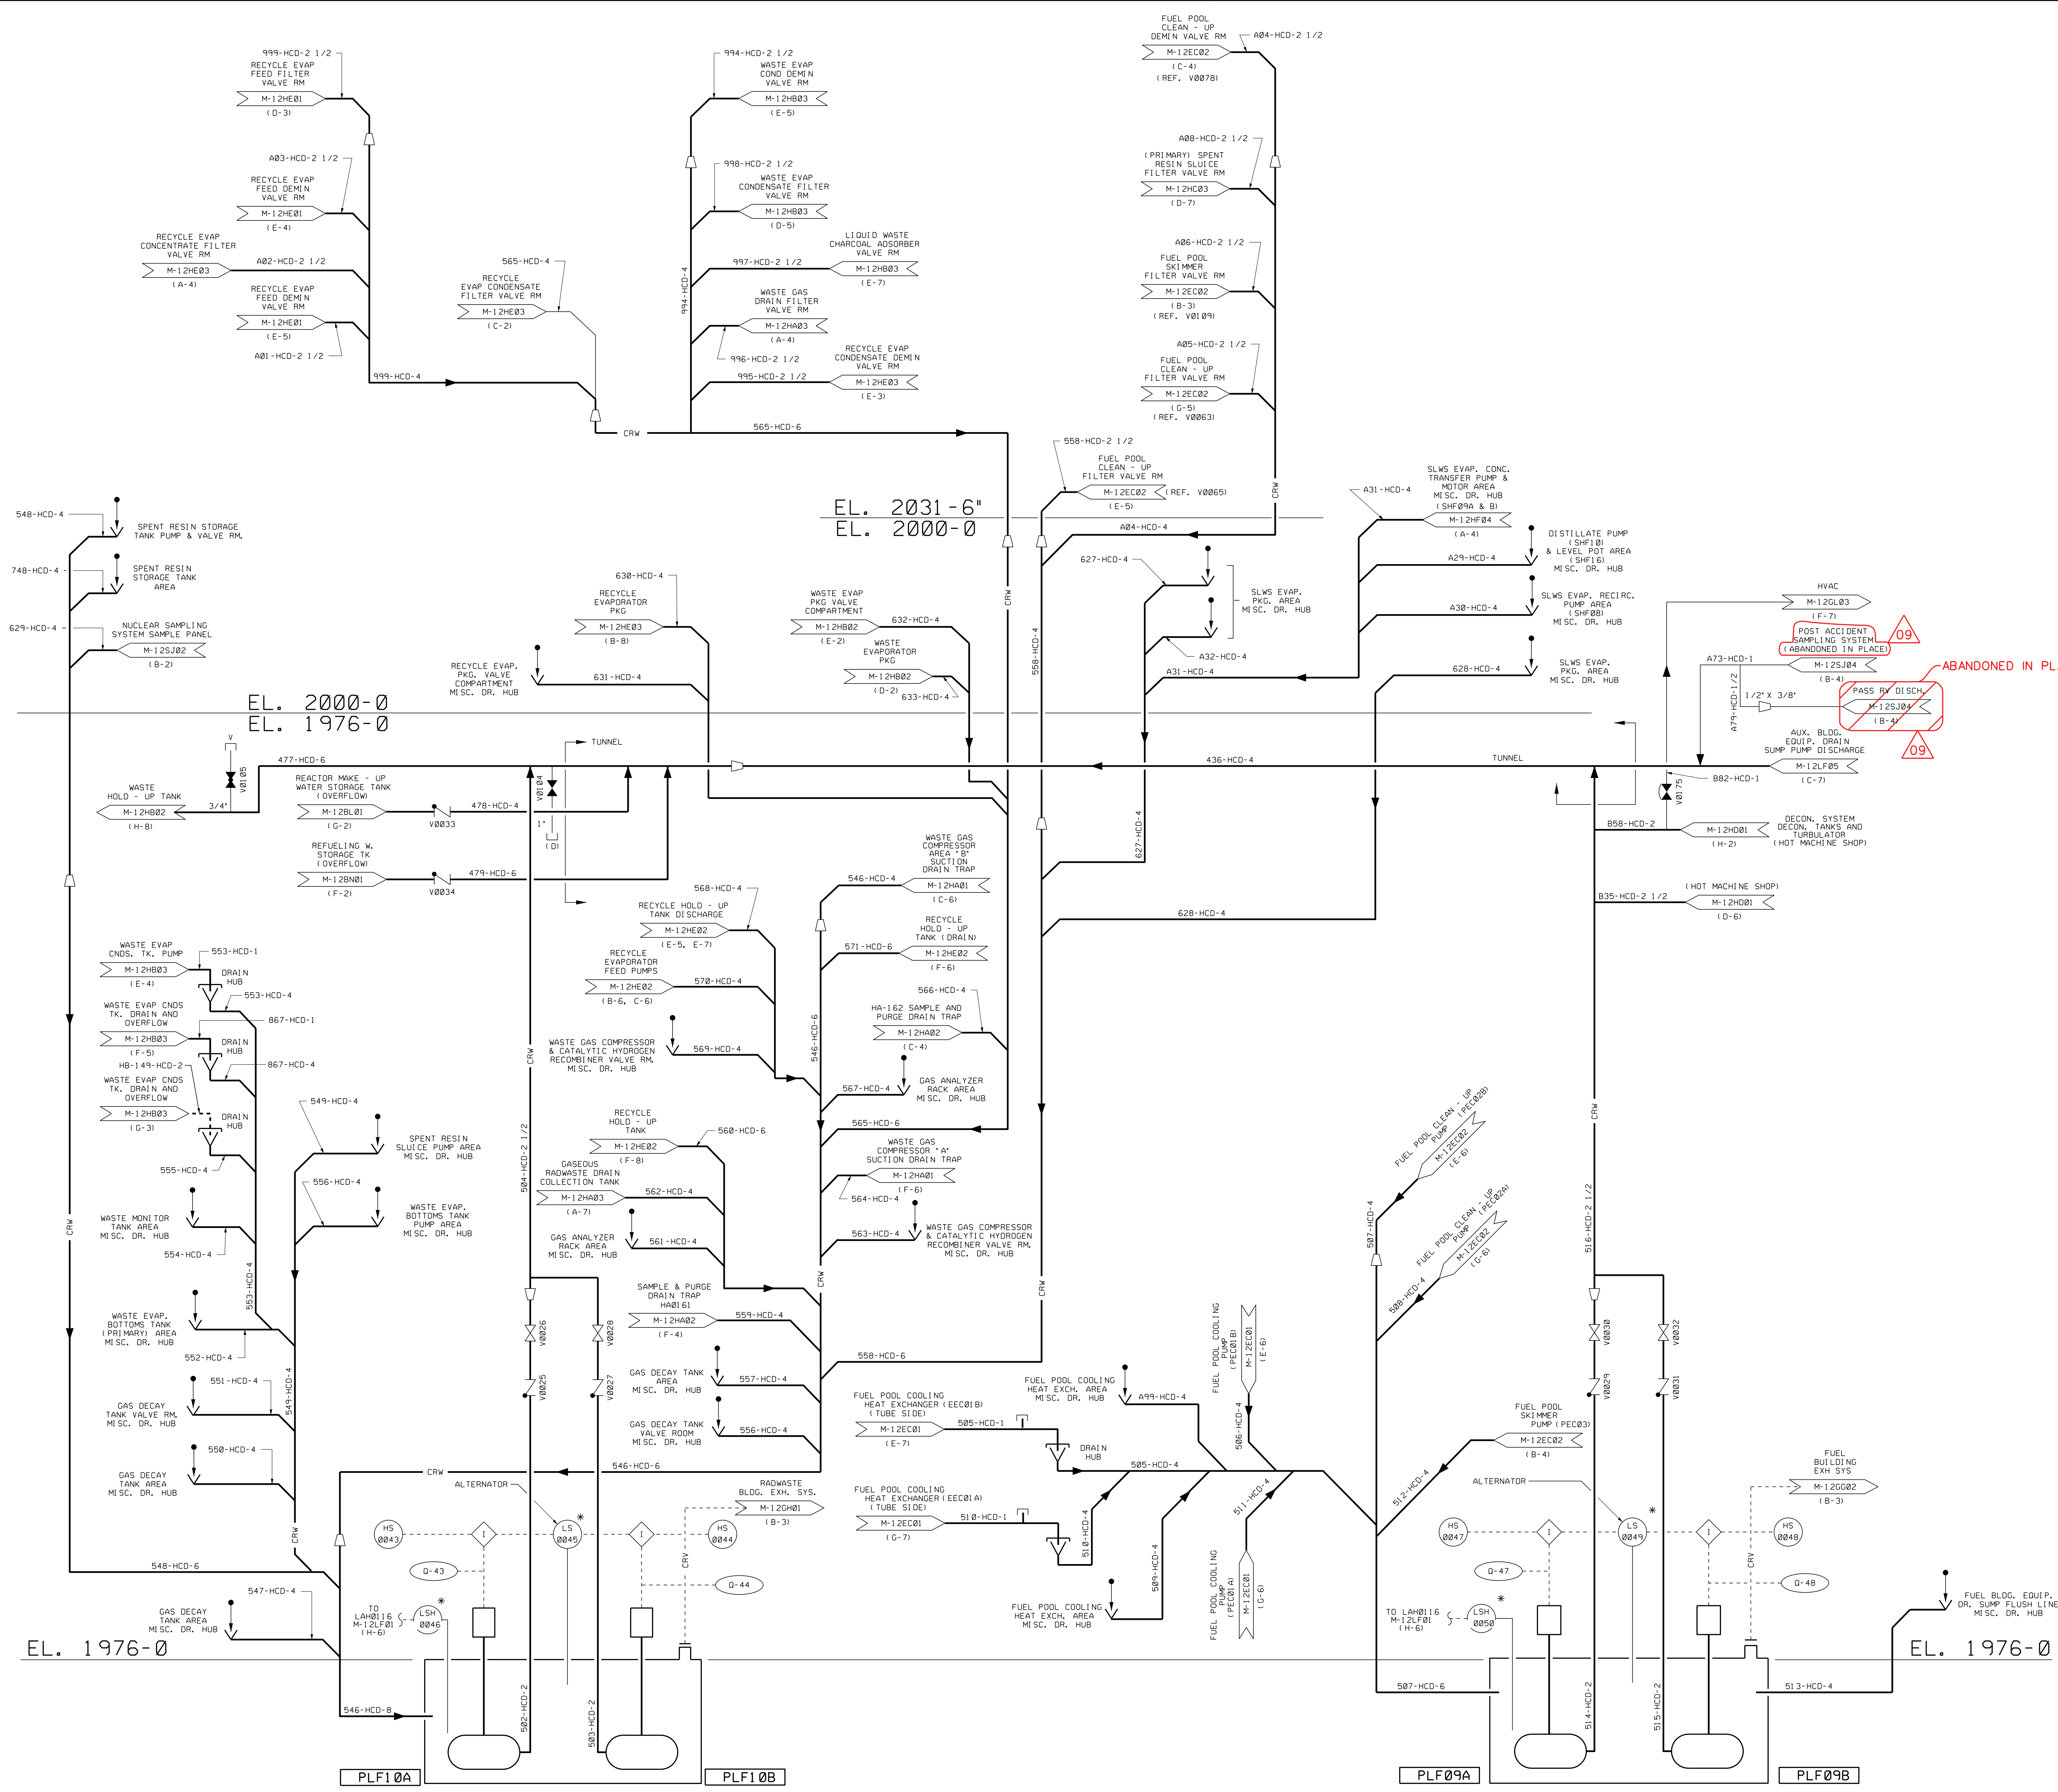 FUEL POOL
CLEAN - UP
DEMIN VALVE RM
A04-HCD-2 1/2
M-12EC02
(C-4)
(REF. V0078)
999-HCD-2 1/2
RECYCLE EVAP
FEED FILTER
VALVE RM
M-12HE01
(D-3)
994-HCD-2 1/2
WASTE EVAP
COND DEMIN
VALVE RM
M-12HB03
(E-5)
A03-HCD-2 1/2
RECYCLE EVAP
FEED DEMIN
VALVE RM
M-12HE01
(E-4)
998-HCD-2 1/2
WASTE EVAP
CONDENSATE FILTER
VALVE RM
M-12HB03
(D-5)
A08-HCD-2 1/2
(PRIMARY) SPENT
RESIN SLUICE
FILTER VALVE RM
M-12HC03
(D-7)
RECYCLE EVAP
CONCENTRATE FILTER
VALVE RM
M-12HE03
(A-4)
A02-HCD-2 1/2
RECYCLE EVAP
FEED DEMIN
VALVE RM
M-12HE01
(E-5)
A01-HCD-2 1/2
999-HCD-4
565-HCD-4
RECYCLE
EVAP CONDENSATE
FILTER VALVE RM
M-12HE03
(C-2)
LIQUID WASTE
CHARCOAL ADSORBER
VALVE RM
997-HCD-2 1/2
M-12HB03
(E-7)
994-HCD-4
WASTE GAS
DRAIN FILTER
VALVE RM
M-12HA03
(A-4)
996-HCD-2 1/2
RECYCLE EVAP
CONDENSATE DEMIN
VALVE RM
995-HCD-2 1/2
M-12HE03
(E-3)
A06-HCD-2 1/2
FUEL POOL
SKIMMER
FILTER VALVE RM
M-12EC02
(B-3)
(REF. V0109)
A05-HCD-2 1/2
FUEL POOL
CLEAN - UP
FILTER VALVE RM
M-12EC02
(G-5)
(REF. V0063)
CRW
565-HCD-6
558-HCD-2 1/2
FUEL POOL
CLEAN - UP
FILTER VALVE RM
M-12EC02
(REF. V0065)
(E-5)
CRW
EL. 2031-6"
EL. 2000-0
A04-HCD-4
SLWS EVAP. CONC.
TRANSFER PUMP &
MOTOR AREA
MISC. DR. HUB
(SHF09A & B)
A31-HCD-4
M-12HF04
(A-4)
DISTILLATE PUMP
(SHF10)
& LEVEL POT AREA
(SHF16)
MISC. DR. HUB
A29-HCD-4
SLWS EVAP. RECIRC.
PUMP AREA
(SHF08)
MISC. DR. HUB
A30-HCD-4
628-HCD-4
SLWS EVAP.
PKG. AREA
MISC. DR. HUB
548-HCD-4
SPENT RESIN STORAGE
TANK PUMP & VALVE RM.
748-HCD-4
SPENT RESIN
STORAGE TANK
AREA
629-HCD-4
NUCLEAR SAMPLING
SYSTEM SAMPLE PANEL
M-12SJ02
(B-2)
630-HCD-4
RECYCLE
EVAPORATOR
PKG
M-12HE03
(B-8)
RECYCLE EVAP.
PKG. VALVE
COMPARTMENT
MISC. DR. HUB
631-HCD-4
WASTE EVAP
PKG VALVE
COMPARTMENT
M-12HB02
(E-2)
632-HCD-4
WASTE
EVAPORATOR
PKG
M-12HB02
(D-2)
633-HCD-4
CRW
558-HCD-4
627-HCD-4
SLWS EVAP.
PKG. AREA
MISC. DR. HUB
A32-HCD-4
A31-HCD-4
HVAC
M-12GL03
(F-7)
POST ACCIDENT
SAMPLING SYSTEM
(ABANDONED IN PLACE)
09
A73-HCD-1
M-12SJ04
(B-4)
ABANDONED IN PL
A79-HCD-1/2
1/2" X 3/8"
PASS RV DISCH.
M-12SJ04
(B-4)
09
EL. 2000-0
EL. 1976-0
V
V0105
TUNNEL
477-HCD-6
WASTE
HOLD - UP TANK
M-12HB02
(H-8)
3/4"
REACTOR MAKE - UP
WATER STORAGE TANK
(OVERFLOW)
M-12BL01
(G-2)
V0033
478-HCD-4
V0104
1"
(D)
REFUELING W.
STORAGE TK
(OVERFLOW)
M-12BN01
(F-2)
V0034
479-HCD-6
436-HCD-4
TUNNEL
AUX. BLDG.
EQUIP. DRAIN
SUMP PUMP DISCHARGE
M-12LF05
(C-7)
B82-HCD-1
V0175
B58-HCD-2
M-12HD01
(H-2)
DECON. SYSTEM
DECON. TANKS AND
TURBULATOR
(HOT MACHINE SHOP)
(HOT MACHINE SHOP)
B35-HCD-2 1/2
M-12HD01
(D-6)
627-HCD-4
628-HCD-4
WASTE GAS
COMPRESSOR
AREA "B"
SUCTION
DRAIN TRAP
546-HCD-4
M-12HA01
(C-6)
568-HCD-4
RECYCLE HOLD - UP
TANK DISCHARGE
M-12HE02
(E-5, E-7)
RECYCLE
HOLD - UP
TANK (DRAIN)
571-HCD-6
M-12HE02
(F-6)
RECYCLE
EVAPORATOR
FEED PUMPS
M-12HE02
(B-6, C-6)
570-HCD-4
566-HCD-4
HA-162 SAMPLE AND
PURGE DRAIN TRAP
M-12HA02
(C-4)
546-HCD-6
WASTE GAS COMPRESSOR
& CATALYTIC HYDROGEN
RECOMBINER VALVE RM.
MISC. DR. HUB
569-HCD-4
567-HCD-4
GAS ANALYZER
RACK AREA
MISC. DR. HUB
WASTE EVAP
CNDS. TK. PUMP
553-HCD-1
M-12HB03
(E-4)
DRAIN
HUB
553-HCD-4
WASTE EVAP CNDS
TK. DRAIN AND
OVERFLOW
867-HCD-1
M-12HB03
(F-5)
DRAIN
HUB
HB-149-HCD-2
867-HCD-4
WASTE EVAP CNDS
TK. DRAIN AND
OVERFLOW
M-12HB03
(G-3)
DRAIN
HUB
555-HCD-4
549-HCD-4
SPENT RESIN
SLUICE PUMP AREA
MISC. DR. HUB
556-HCD-4
WASTE EVAP.
BOTTOMS TANK
PUMP AREA
MISC. DR. HUB
WASTE MONITOR
TANK AREA
MISC. DR. HUB
554-HCD-4
CRW
CRW
504-HCD-2 1/2
RECYCLE
HOLD - UP
TANK
M-12HE02
(F-8)
560-HCD-6
565-HCD-6
WASTE GAS
COMPRESSOR "A"
SUCTION DRAIN TRAP
M-12HA01
(F-6)
564-HCD-4
GASEOUS
RADWASTE DRAIN
COLLECTION TANK
M-12HA03
(A-7)
562-HCD-4
GAS ANALYZER
RACK AREA
MISC. DR. HUB
561-HCD-4
563-HCD-4
WASTE GAS COMPRESSOR
& CATALYTIC HYDROGEN
RECOMBINER VALVE RM.
MISC. DR. HUB
CRW
CRW
CRW
FUEL POOL CLEAN - UP
PUMP (PEC02B)
M-12EC02
(E-6)
507-HCD-4
FUEL POOL CLEAN - UP
PUMP (PEC02A)
M-12EC02
(G-6)
508-HCD-4
516-HCD-2 1/2
553-HCD-4
WASTE EVAP.
BOTTOMS TANK
(PRIMARY) AREA
MISC. DR. HUB
552-HCD-4
V0026
V0028
SAMPLE & PURGE
DRAIN TRAP
HA0161
M-12HA02
(F-4)
559-HCD-4
558-HCD-6
V0030
V0032
551-HCD-4
GAS DECAY
TANK VALVE RM.
MISC. DR. HUB
549-HCD-4
V0025
V0027
GAS DECAY TANK
AREA
MISC. DR. HUB
557-HCD-4
GAS DECAY TANK
VALVE ROOM
MISC. DR. HUB
556-HCD-4
FUEL POOL COOLING
HEAT EXCH. AREA
MISC. DR. HUB
A99-HCD-4
FUEL POOL COOLING
PUMP
(PEC01B)
M-12EC01
(E-6)
506-HCD-4
V0029
V0031
FUEL POOL COOLING
HEAT EXCHANGER (EEC01B)
(TUBE SIDE)
M-12EC01
(E-7)
505-HCD-1
DRAIN
HUB
505-HCD-4
FUEL POOL
SKIMMER
PUMP (PEC03)
M-12EC02
(B-4)
512-HCD-4
550-HCD-4
GAS DECAY
TANK AREA
MISC. DR. HUB
CRW
546-HCD-6
ALTERNATOR
RADWASTE
BLDG. EXH. SYS.
M-12GH01
(B-3)
FUEL POOL COOLING
HEAT EXCHANGER (EEC01A)
(TUBE SIDE)
M-12EC01
(G-7)
510-HCD-1
510-HCD-4
509-HCD-4
511-HCD-4
FUEL POOL COOLING
PUMP
(PEC01A)
M-12EC01
(G-6)
FUEL POOL COOLING
HEAT EXCH. AREA
MISC. DR. HUB
ALTERNATOR
FUEL
BUILDING
EXH SYS
M-12GG02
(B-3)
CRW
HS
0043
I
LS
0045
*
I
HS
0044
CRV
Q-43
Q-44
HS
0047
I
LS
0049
*
I
HS
0048
CRV
Q-47
Q-48
548-HCD-6
547-HCD-4
GAS DECAY
TANK AREA
MISC. DR. HUB
TO
LAH0116
M-12LF01
(H-6)
LSH
0046
*
TO LAH0116
M-12LF01
(H-6)
LSH
0050
*
FUEL BLDG. EQUIP.
DR. SUMP FLUSH LINE
MISC. DR. HUB
EL. 1976-0
EL. 1976-0
546-HCD-8
502-HCD-2
503-HCD-2
507-HCD-6
514-HCD-2
515-HCD-2
513-HCD-4
PLF10A
PLF10B
PLF09A
PLF09B